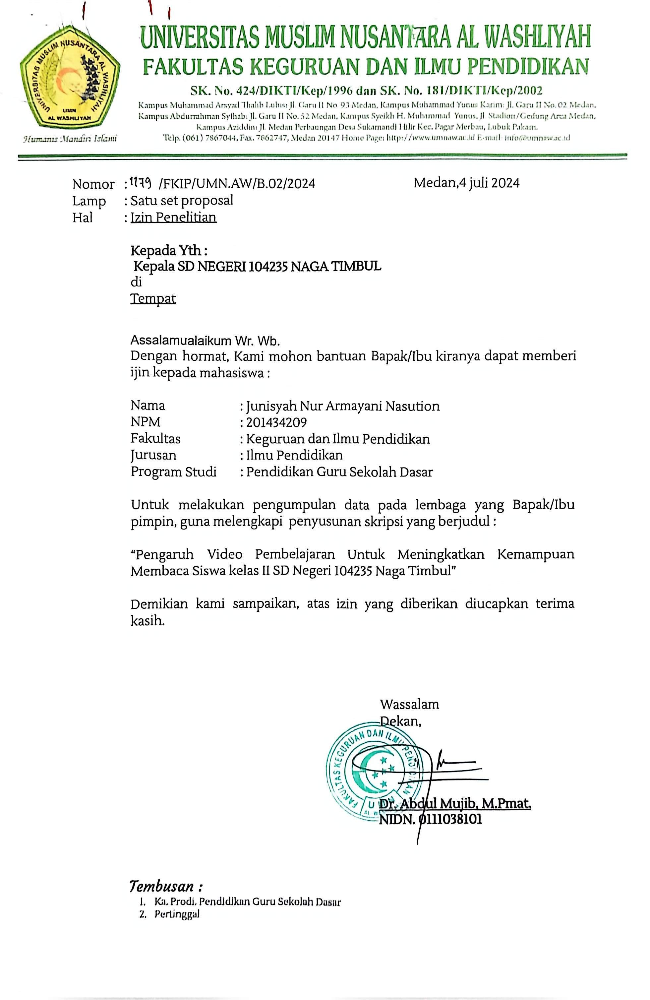 UNIVERSITAS MUSLIM NUSANTARA AL WASHLIYAH
FAKULTAS KEGURUAN DAN ILMU PENDIDIKAN
SK. No. 424/DIKTI/Kep/1996 dan SK. No. 181/DIKTI/Kep/2002
Kampus Muhammad Arsyad Thalib Lubis: Jl. Garu II No 93 Medan, Kampus Muhammad Yunus Karim: Jl. Garu II No. 02 Medan,
Kampus Abdurrahman Syihab: Jl. Garu II No. 52 Medan, Kampus Syeikh H. Muhammad Yunus, Jl Stadion/Gedung Arca Medan,
Kampus Aziddin: Jl. Medan Perbaungan Desa Sukamandi Hilir Kec. Pagar Merbau, Lubuk Pakam.
Telp. (061) 7867044, Fax. 7862747, Medan 20147 Home Page: http://www.umnaw.ac.id E-mail: info@umnaw.ac.id
UNIVERSITAS MUSLIM NUSANTARA AL WASHLIYAH
UMN
AL WASHLIYAH
Humanis Mandiri Islami
Nomor : 1179 /FKIP/UMN.AW/B.02/2024 Medan,4 juli 2024
Lamp : Satu set proposal
Hal : Izin Penelitian
Kepada Yth :
Kepala SD NEGERI 104235 NAGA TIMBUL
di
Tempat
Assalamualaikum Wr. Wb.
Dengan hormat, Kami mohon bantuan Bapak/Ibu kiranya dapat memberi
ijin kepada mahasiswa :
Nama : Junisyah Nur Armayani Nasution
NPM : 201434209
Fakultas : Keguruan dan Ilmu Pendidikan
Jurusan : Ilmu Pendidikan
Program Studi : Pendidikan Guru Sekolah Dasar
Untuk melakukan pengumpulan data pada lembaga yang Bapak/Ibu
pimpin, guna melengkapi penyusunan skripsi yang berjudul :
“Pengaruh Video Pembelajaran Untuk Meningkatkan Kemampuan
Membaca Siswa kelas II SD Negeri 104235 Naga Timbul”
Demikian kami sampaikan, atas izin yang diberikan diucapkan terima
kasih.
Wassalam
Dekan,
FAKULTAS KEGURUAN DAN ILMU PENDIDIKAN
Dr. Abdul Mujib, M.Pmat.
NIDN. 0111038101
Tembusan :
1. Ka. Prodi. Pendidikan Guru Sekolah Dasar
2. Pertinggal